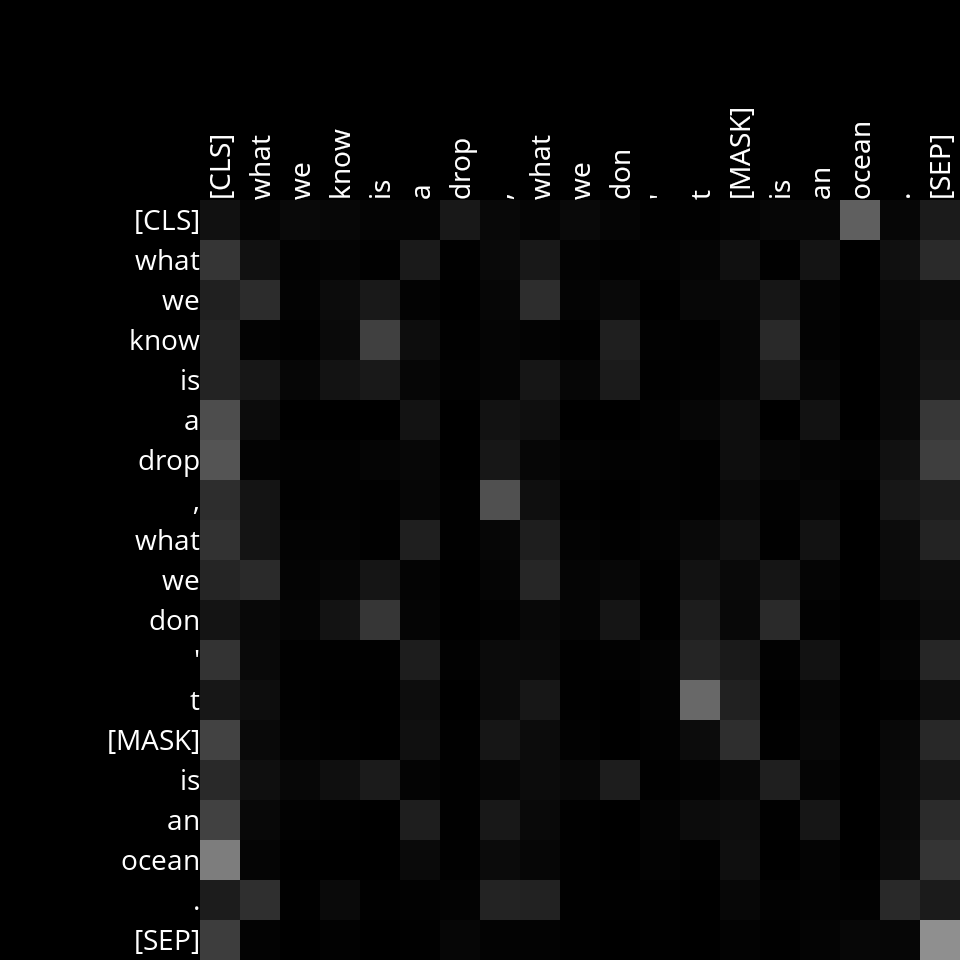 [CLS] what we know is a drop , what we don ' t [MASK] is an ocean . [SEP]
[CLS]
what
we
know
is
a
drop
,
what
we
don
'
t
[MASK]
is
an
ocean
.
[SEP]